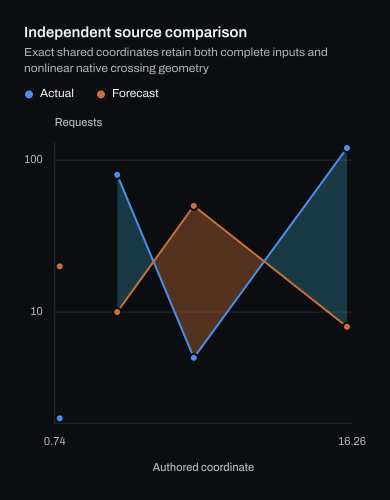 Independent source comparison
Exact shared coordinates retain both complete inputs and
nonlinear native crossing geometry
Actual Forecast
Requests
100
10
0.74 16.26
Authored coordinate